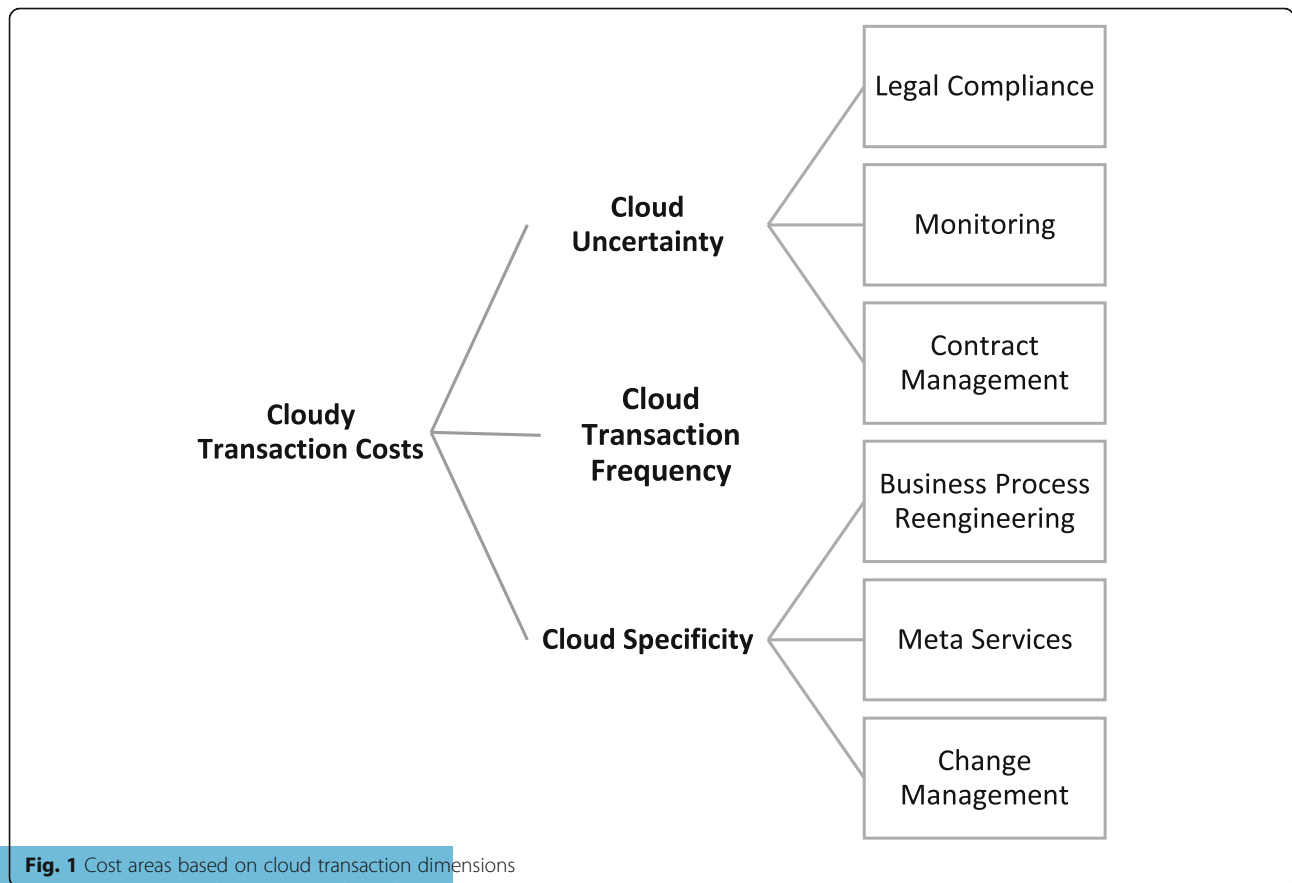 Cloudy
Transaction Costs
Cloud
Uncertainty
Cloud
Transaction
Frequency
Cloud Specificity
Legal Compliance
Monitoring
Contract
Management
Business Process
Reengineering
Meta Services
Change
Management
Fig. 1 Cost areas based on cloud transaction dimensions